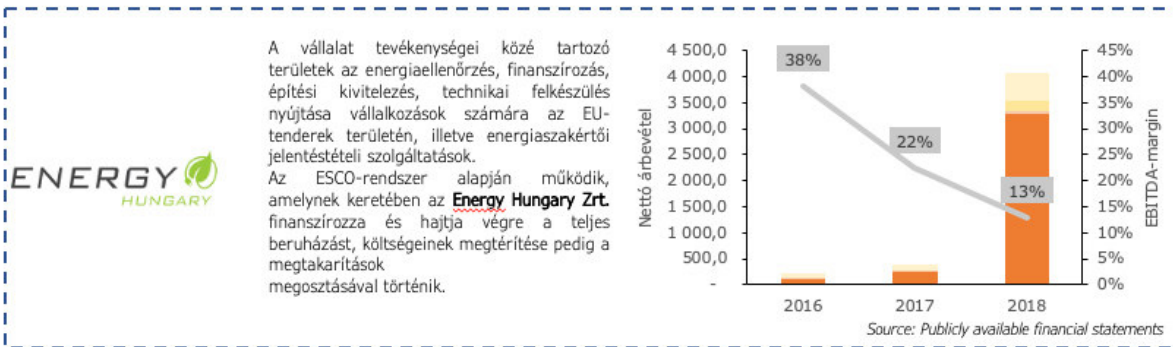 ENERGY
HUNGARY
A vállalat tevékenységei közé tartozó
területek az energiaellenőrzés, finanszírozás,
építési kivitelezés, technikai felkészülés
nyújtása vállalkozások számára az EU-
tenderek területén, illetve energiaszakértői
jelentéstételi szolgáltatások.
Az ESCO-rendszer alapján működik,
amelynek keretében az Energy Hungary Zrt.
finanszírozza és hajtja végre a teljes
beruházást, költségeinek megtérítése pedig a
megtakarítások
megosztásával történik.
Nettó árbevétel
4 500,0
4 000,0
3 500,0
3 000,0
2 500,0
2 000,0
1 500,0
1 000,0
500,0
-
38%
22%
13%
2016
2017
2018
45%
40%
35%
30%
25%
20%
15%
10%
5%
0%
EBITDA-margin
Source: Publicly available financial statements